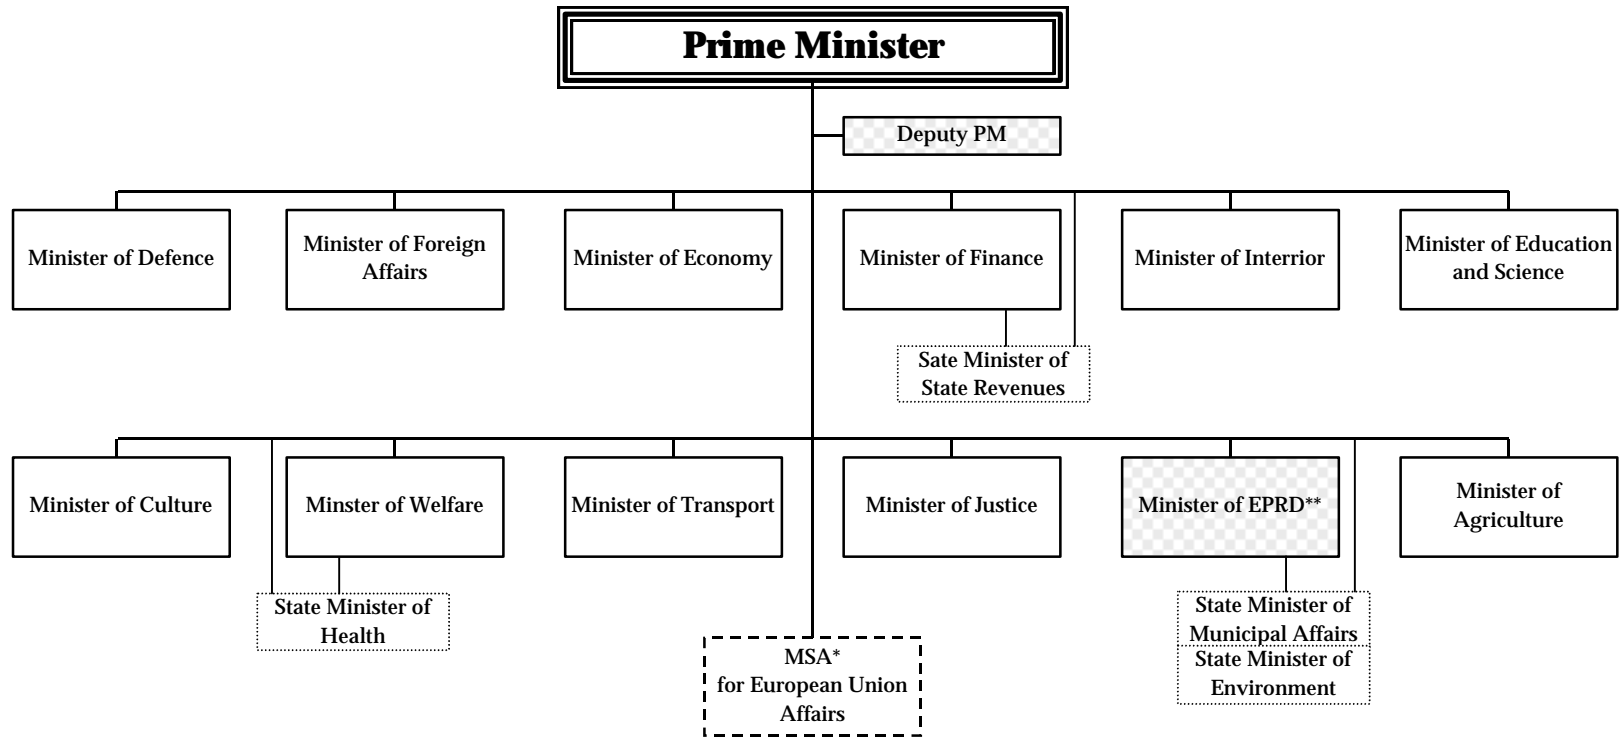 Prime Minister
Deputy PM
Minister of Defence
Minister of Foreign
Affairs
Minister of Economy
Minister of Finance
Minister of Interrior
Minister of Education
and Science
Sate Minister of
State Revenues
Minister of Culture
Minster of Welfare
Minister of Transport
Minister of Justice
Minister of EPRD**
Minister of
Agriculture
State Minister of
Health
MSA*
for European Union
Affairs
State Minister of
Municipal Affairs
State Minister of
Environment